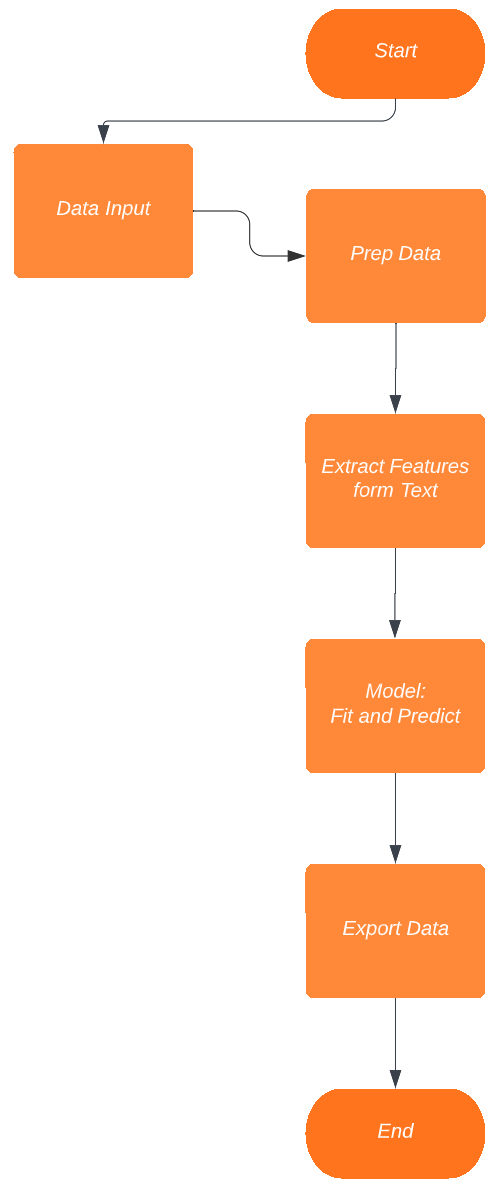 Start
Data Input
Prep Data
Extract Features
form Text
Model:
Fit and Predict
Export Data
End